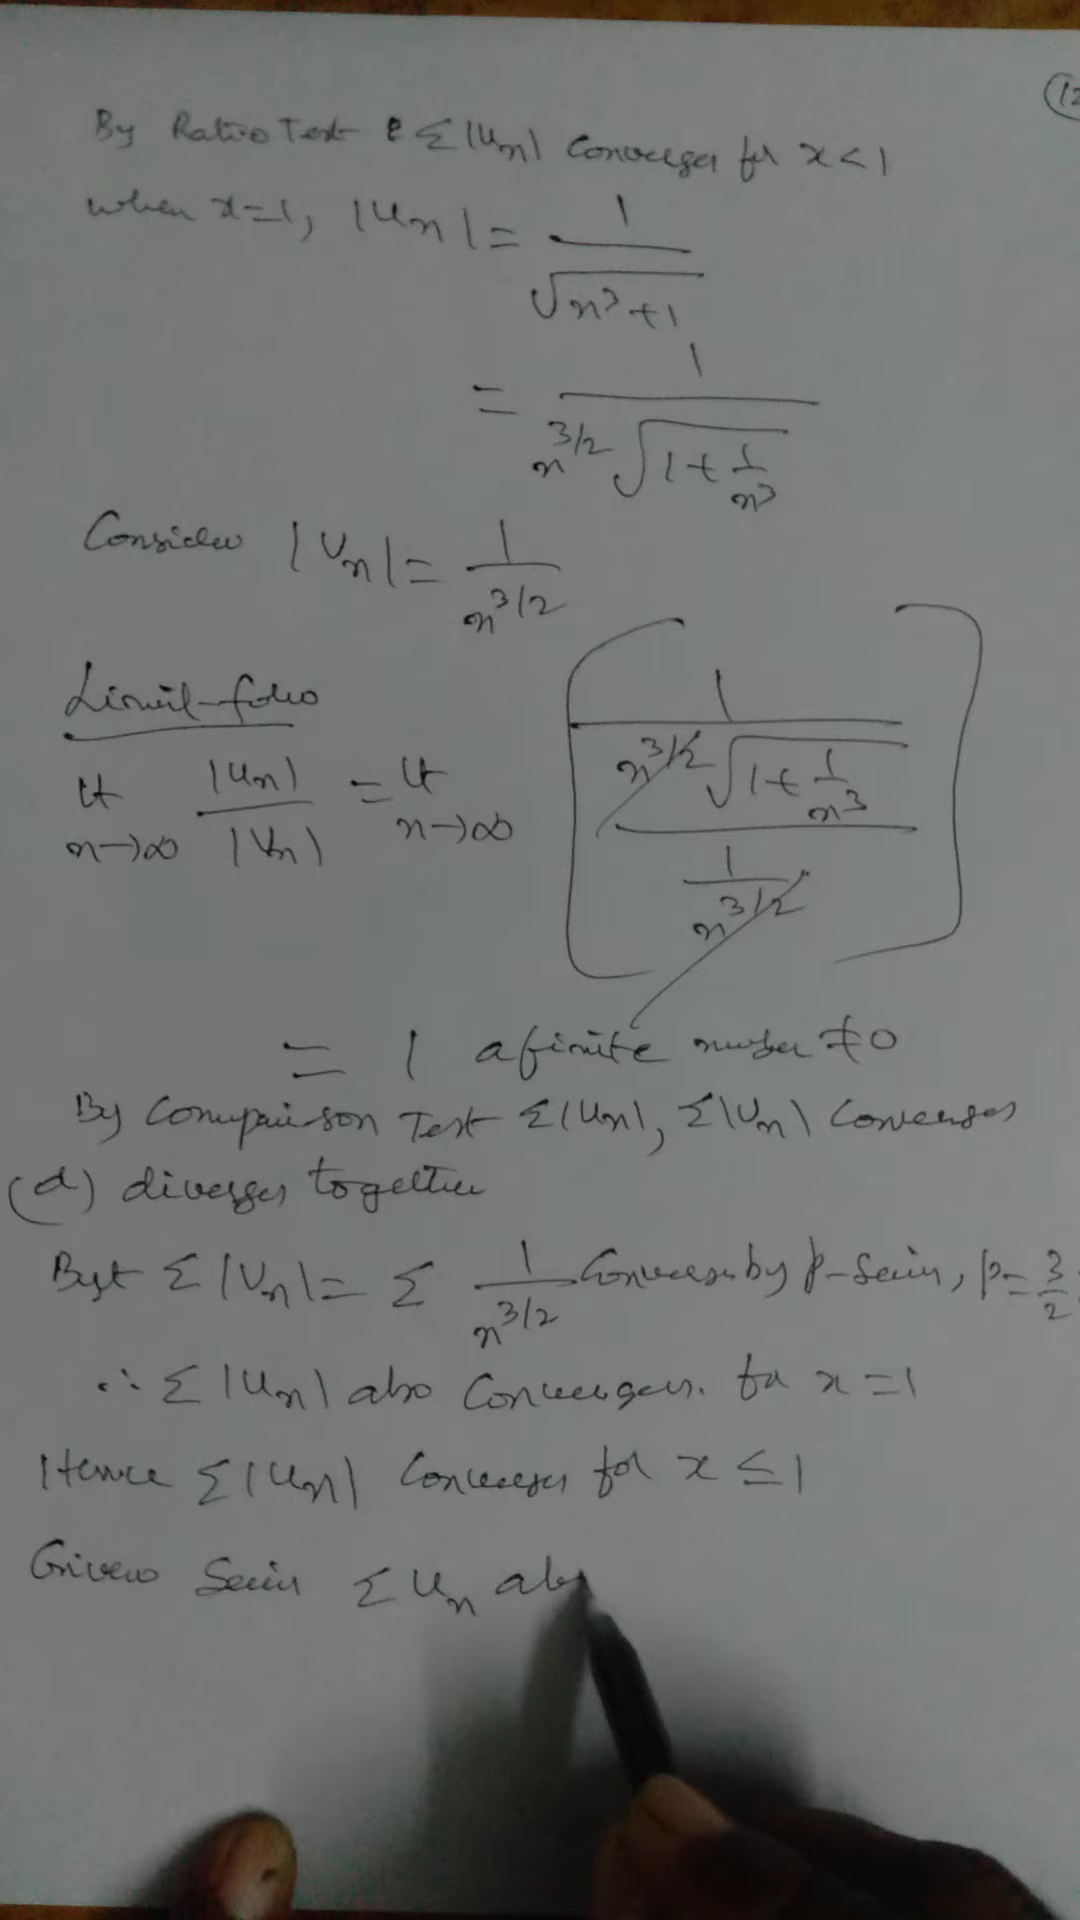 (12
By Ratio Test Σ|Un| Converges for x<1
when x=1, |Un| = 1/√(n³+1)
= 1/(n^3/2 √(1+1/n³))
Consider |Vn| = 1/n^3/2
Limit form
Lt n→∞ |Un|/|Vn| = Lt n→∞ [ (1/(n^3/2 √(1+1/n³)))/(1/n^3/2) ]
= 1 a finite number ≠0
By Comparison Test Σ|Un|, Σ|Vn| Converges
(or) diverges together
But Σ|Vn| = Σ 1/n^3/2 Converges by p-Series, p=3/2
∴ Σ|Un| also Converges. for x=1
Hence Σ|Un| Converges for x≤1
Given Series ΣUn abs